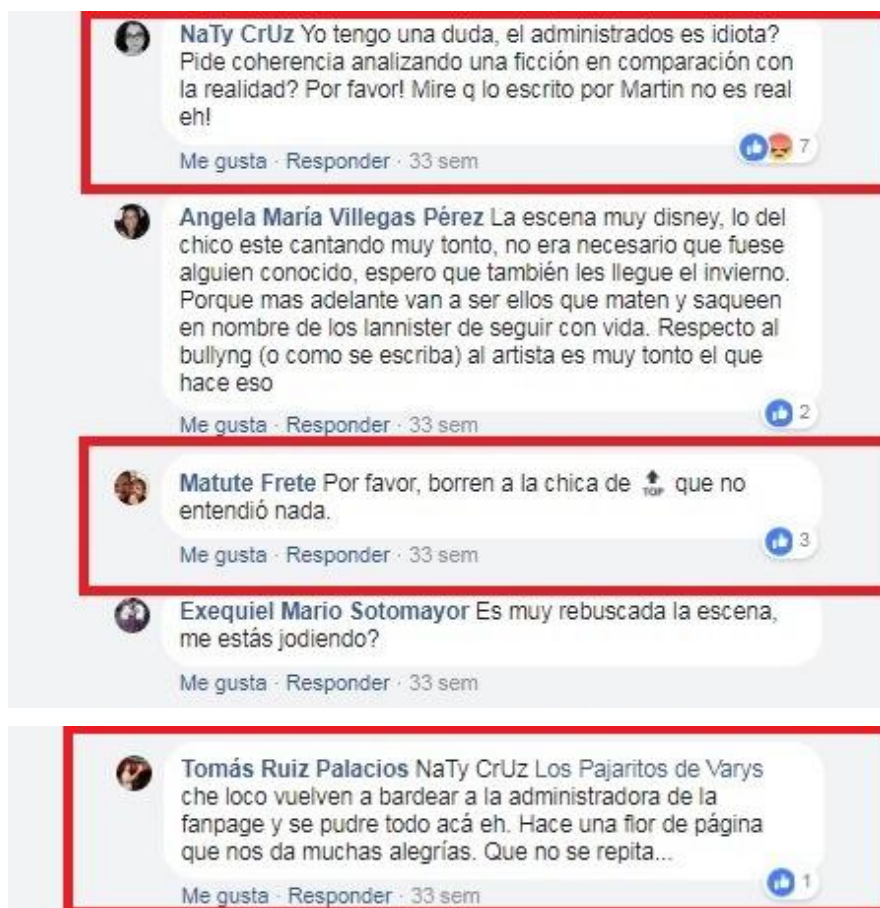 NaTy CrUz Yo tengo una duda, el administrados es idiota?
Pide coherencia analizando una ficción en comparación con
la realidad? Por favor! Mire q lo escrito por Martin no es real
eh!
7
Me gusta · Responder · 33 sem
Angela María Villegas Pérez La escena muy disney, lo del
chico este cantando muy tonto, no era necesario que fuese
alguien conocido, espero que también les llegue el invierno.
Porque mas adelante van a ser ellos que maten y saqueen
en nombre de los lannister de seguir con vida. Respecto al
bullyng (o como se escriba) al artista es muy tonto el que
hace eso
2
Me gusta · Responder · 33 sem
Matute Frete Por favor, borren a la chica de TOP que no
entendió nada.
3
Me gusta · Responder · 33 sem
Exequiel Mario Sotomayor Es muy rebuscada la escena,
me estás jodiendo?
Me gusta · Responder · 33 sem
Tomás Ruiz Palacios NaTy CrUz Los Pajaritos de Varys
che loco vuelven a bardear a la administradora de la
fanpage y se pudre todo acá eh. Hace una flor de página
que nos da muchas alegrías. Que no se repita...
1
Me gusta · Responder · 33 sem